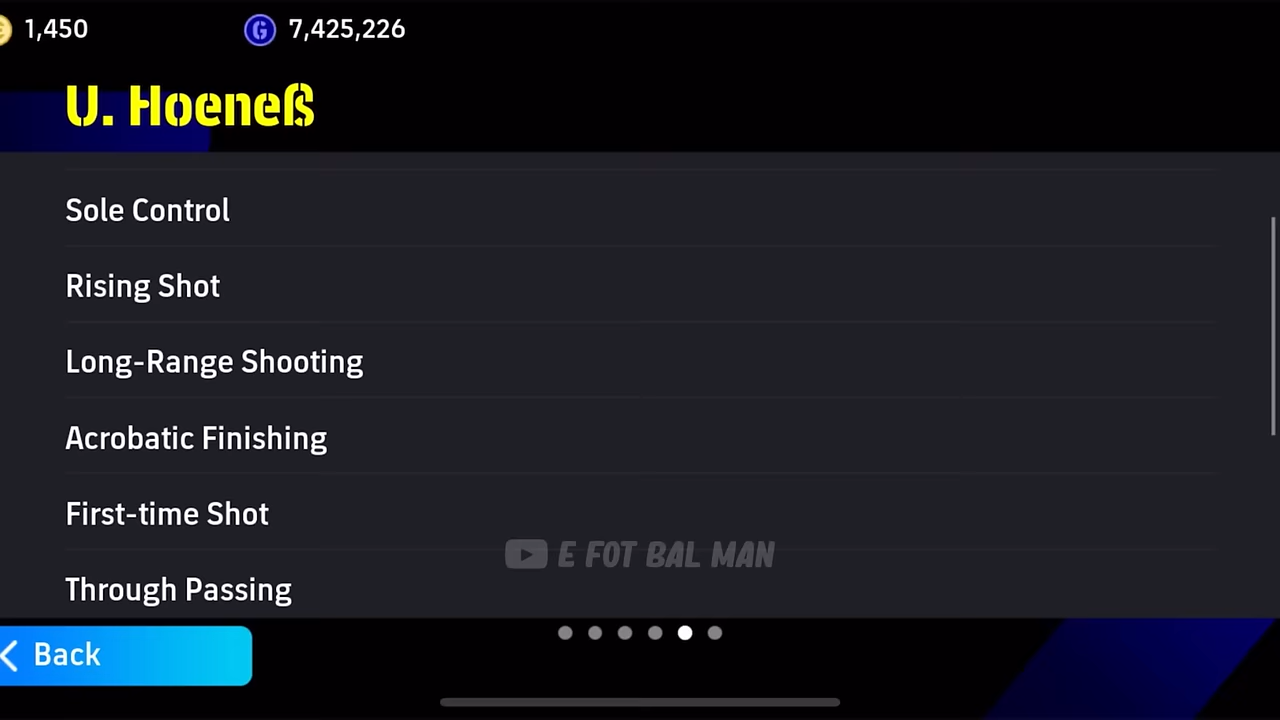 1,450
7,425,226
U. Hoeneß
Sole Control
Rising Shot
Long-Range Shooting
Acrobatic Finishing
First-time Shot
E FOT BAL MAN
Through Passing
Back